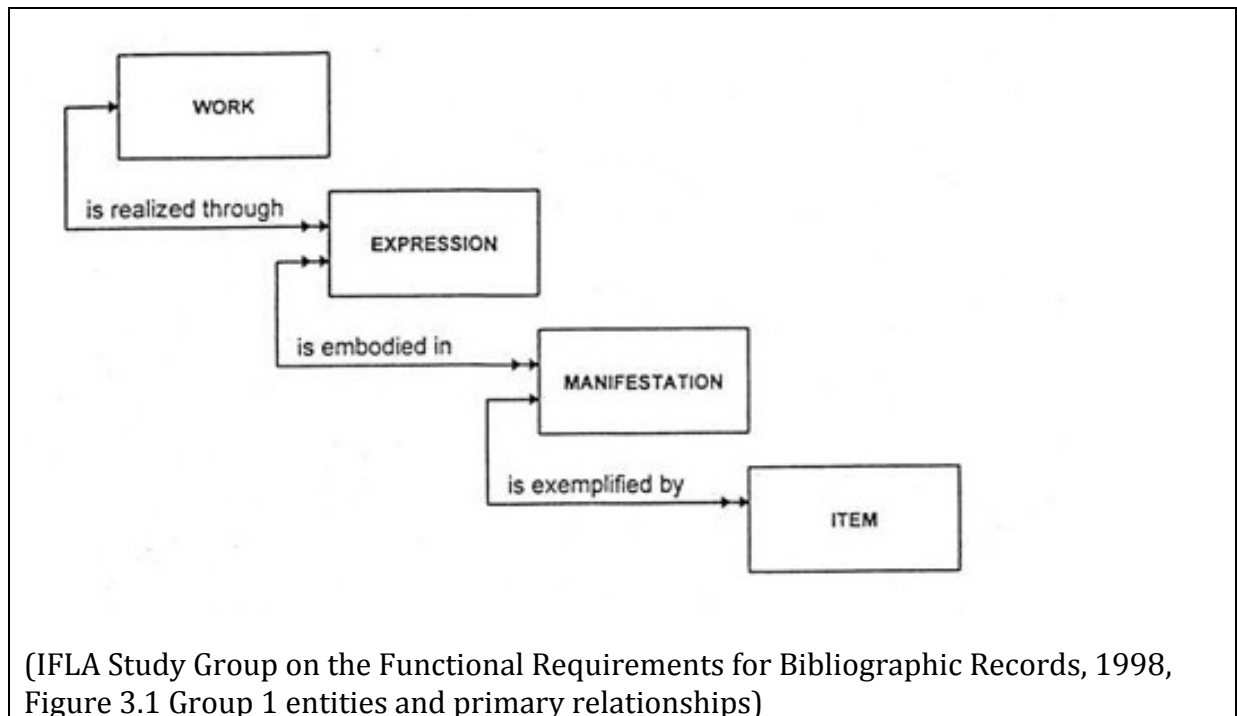 WORK
is realized through
EXPRESSION
is embodied in
MANIFESTATION
is exemplified by
ITEM
(IFLA Study Group on the Functional Requirements for Bibliographic Records, 1998,
Figure 3.1 Group 1 entities and primary relationships)